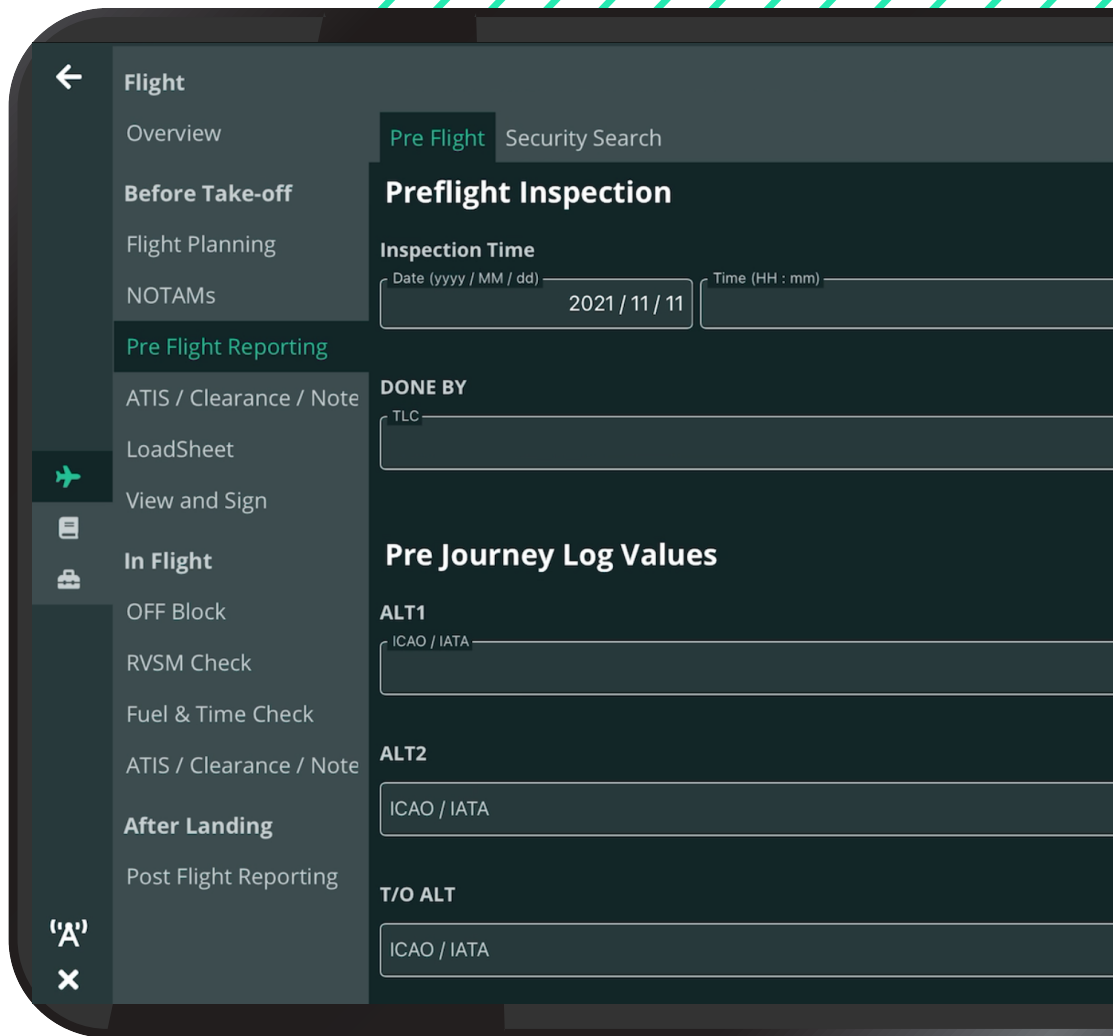 Flight
Overview
Before Take-off
Flight Planning
NOTAMs
Pre Flight Reporting
ATIS / Clearance / Note
LoadSheet
View and Sign
In Flight
OFF Block
RVSM Check
Fuel & Time Check
ATIS / Clearance / Note
After Landing
Post Flight Reporting
Pre Flight
Security Search
Preflight Inspection
Inspection Time
Date (yyyy / MM / dd)
2021 / 11 / 11
Time (HH : mm)
DONE BY
TLC
Pre Journey Log Values
ALT1
ICAO / IATA
ALT2
ICAO / IATA
T/O ALT
ICAO / IATA